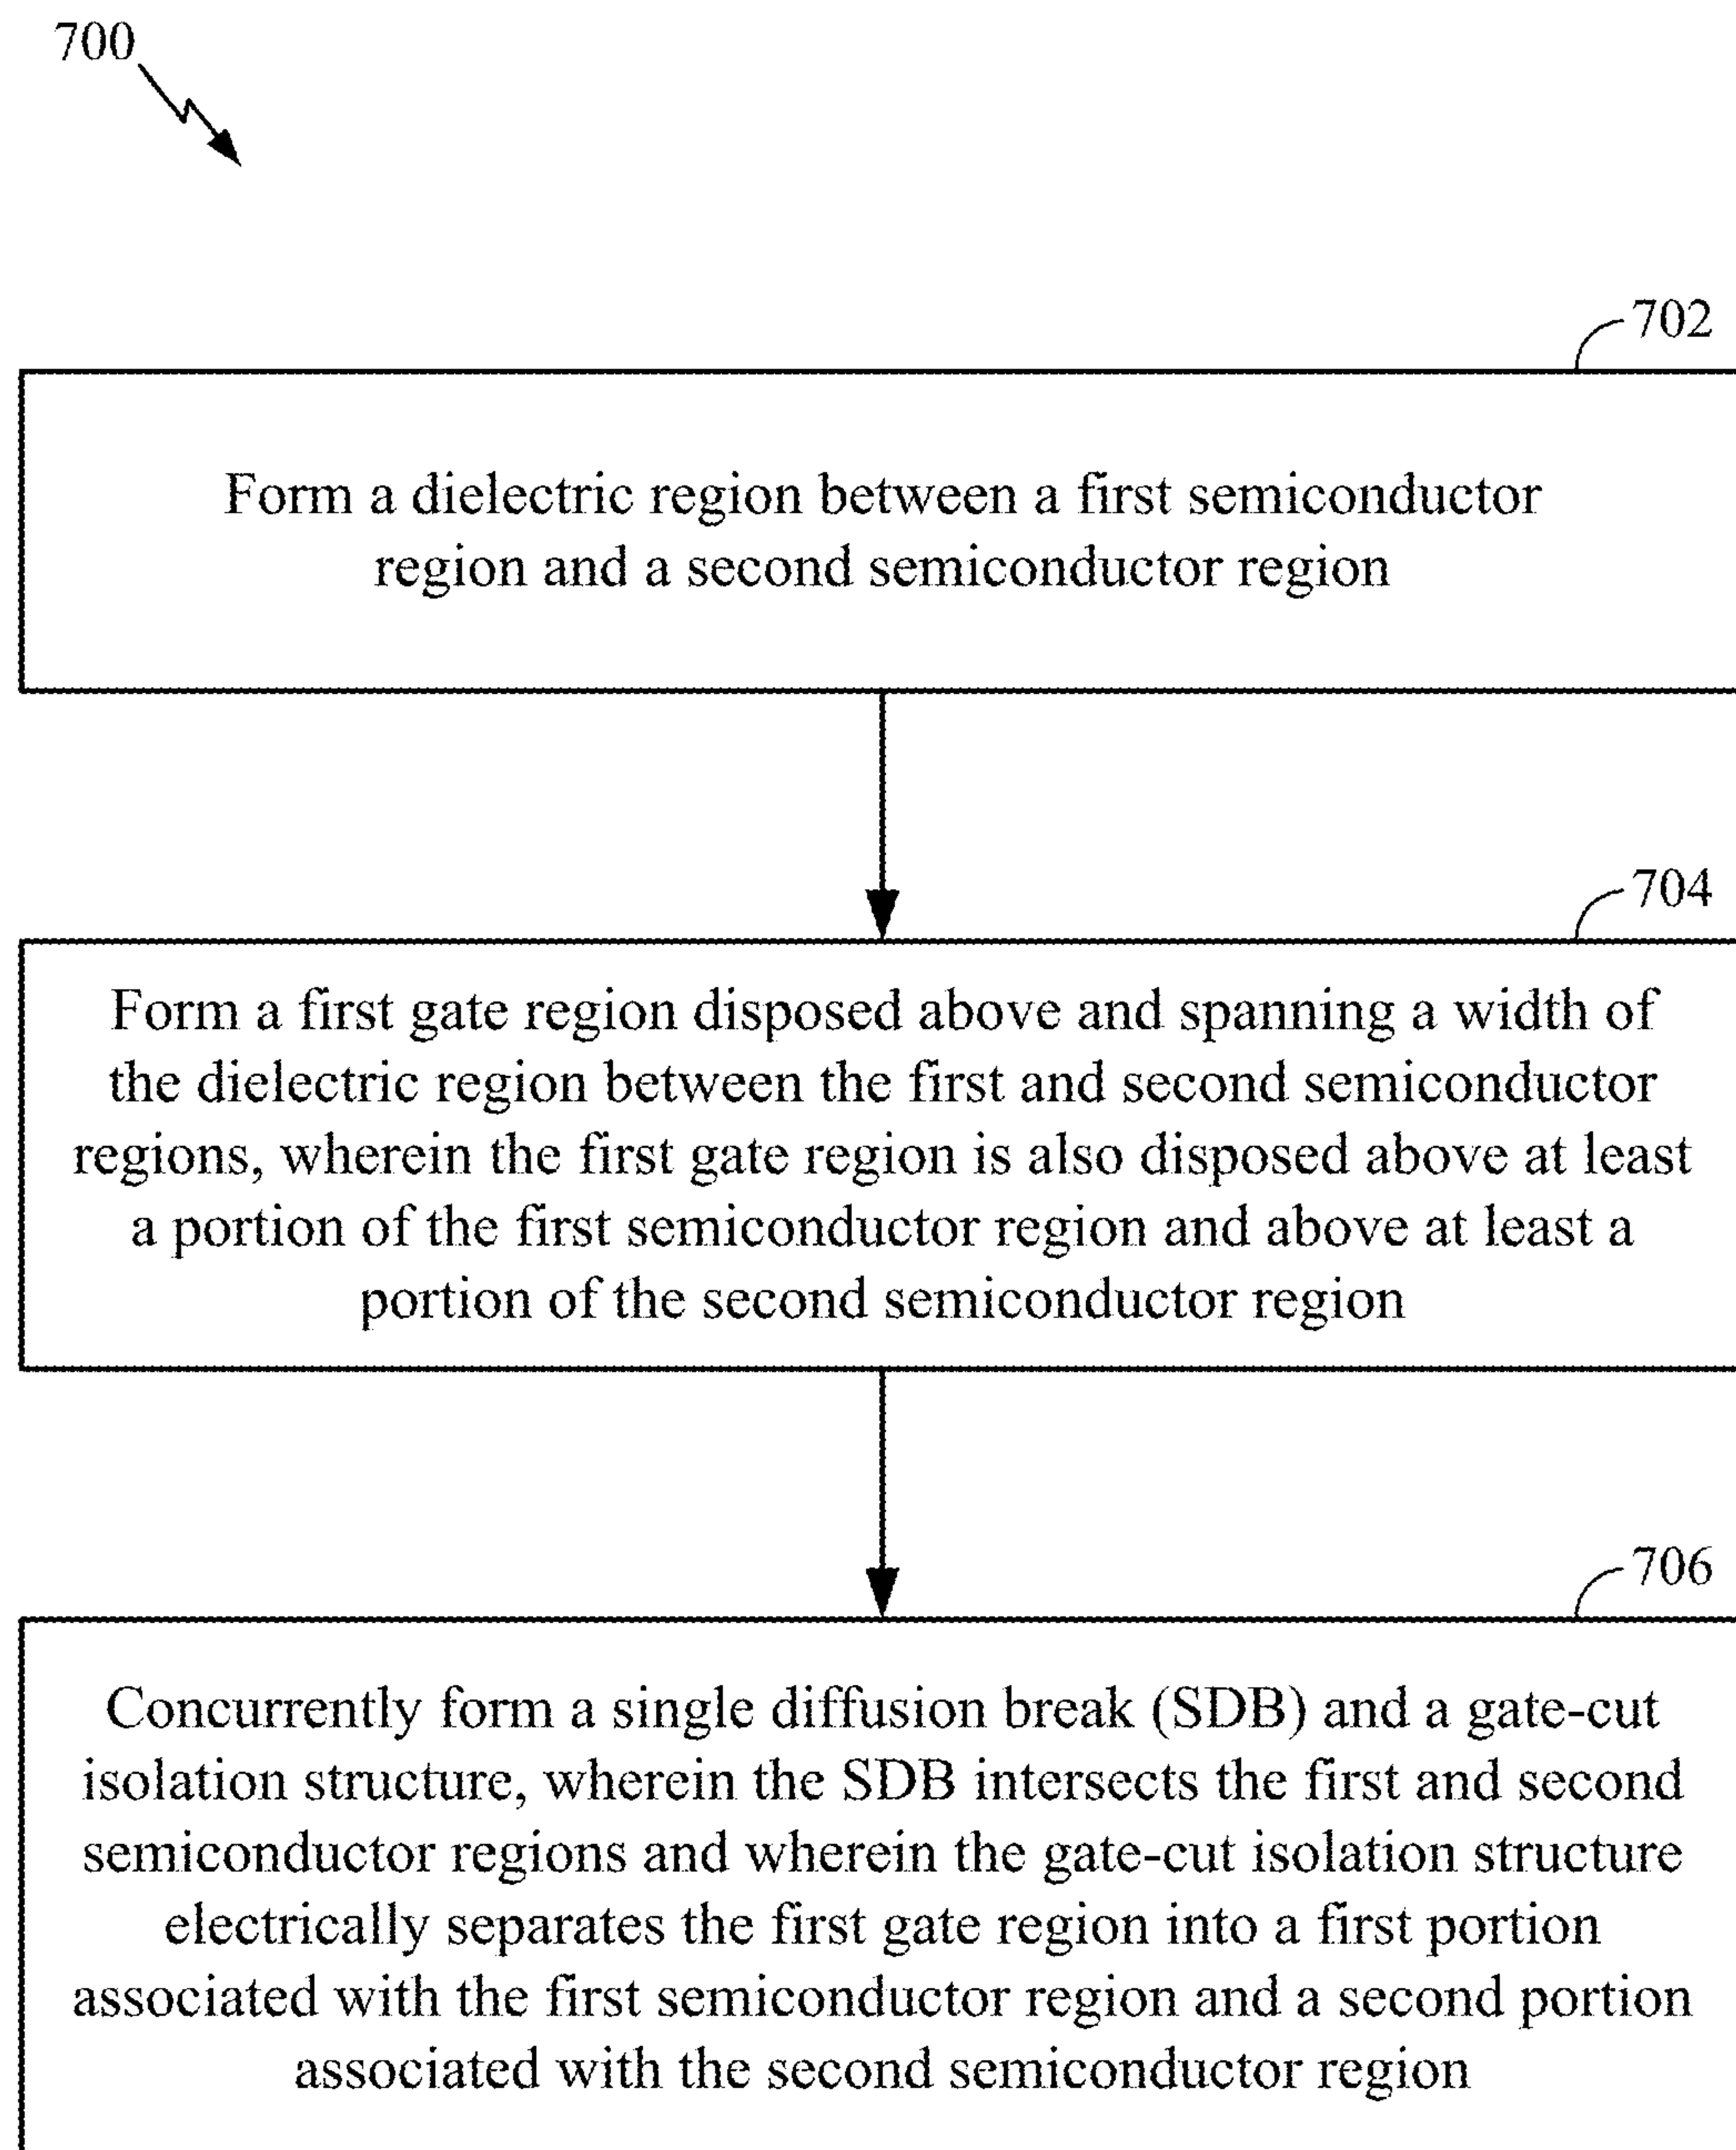 700
702
Form a dielectric region between a first semiconductor
region and a second semiconductor region
704
Form a first gate region disposed above and spanning a width of
the dielectric region between the first and second semiconductor
regions, wherein the first gate region is also disposed above at least
a portion of the first semiconductor region and above at least a
portion of the second semiconductor region
706
Concurrently form a single diffusion break (SDB) and a gate-cut
isolation structure, wherein the SDB intersects the first and second
semiconductor regions and wherein the gate-cut isolation structure
electrically separates the first gate region into a first portion
associated with the first semiconductor region and a second portion
associated with the second semiconductor region